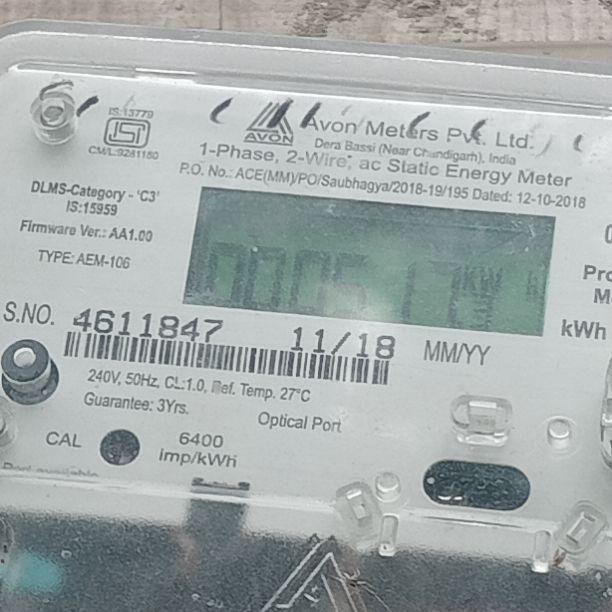 IS:13779
ISI
CM/L:9281180
AVON
Avon Meters Pvt. Ltd.
Dera Bassi (Near Chandigarh), India
1-Phase, 2-Wire, ac Static Energy Meter
P.O. No.: ACE(MM)/PO/Saubhagya/2018-19/195 Dated: 12-10-2018
DLMS-Category - 'C3'
IS:15959
Firmware Ver.: AA1.00
TYPE: AEM-106
kWh
S.NO. 4611847 11/18 MM/YY
240V, 50Hz, CL:1.0, Ref. Temp. 27°C
Guarantee: 3Yrs.
Optical Port
CAL
6400
imp/kWh